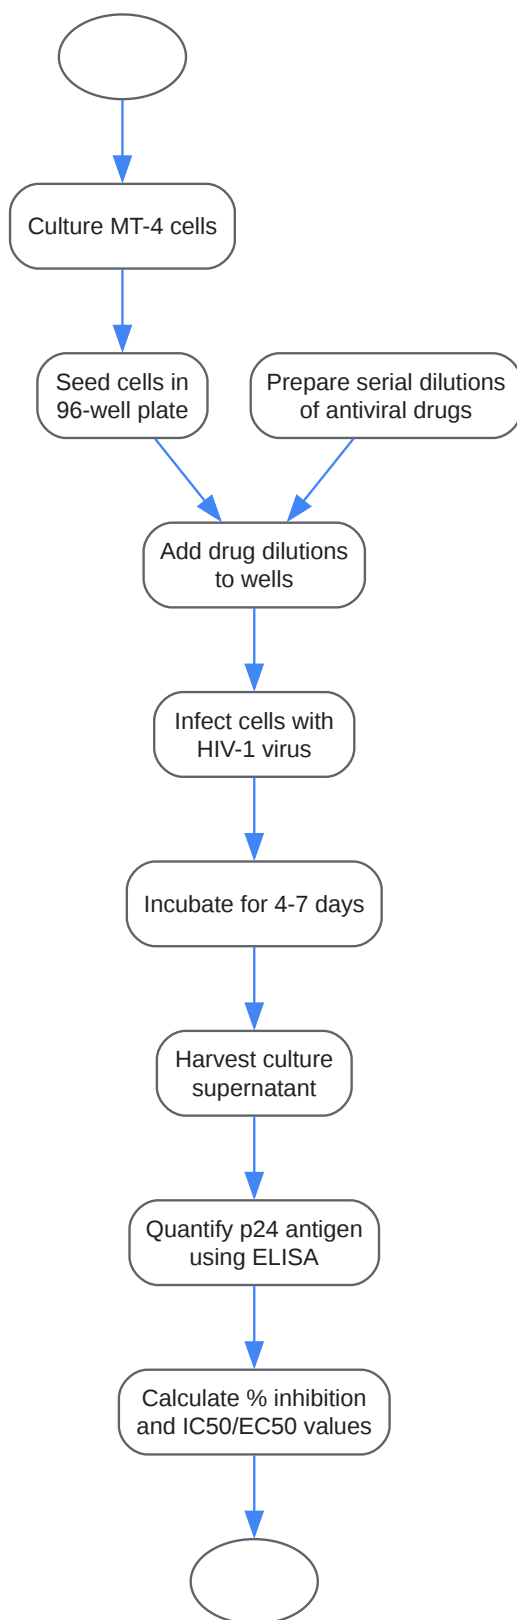 Culture MT-4 cells
Seed cells in
96-well plate
Prepare serial dilutions
of antiviral drugs
Add drug dilutions
to wells
Infect cells with
HIV-1 virus
Incubate for 4-7 days
Harvest culture
supernatant
Quantify p24 antigen
using ELISA
Calculate % inhibition
and IC50/EC50 values